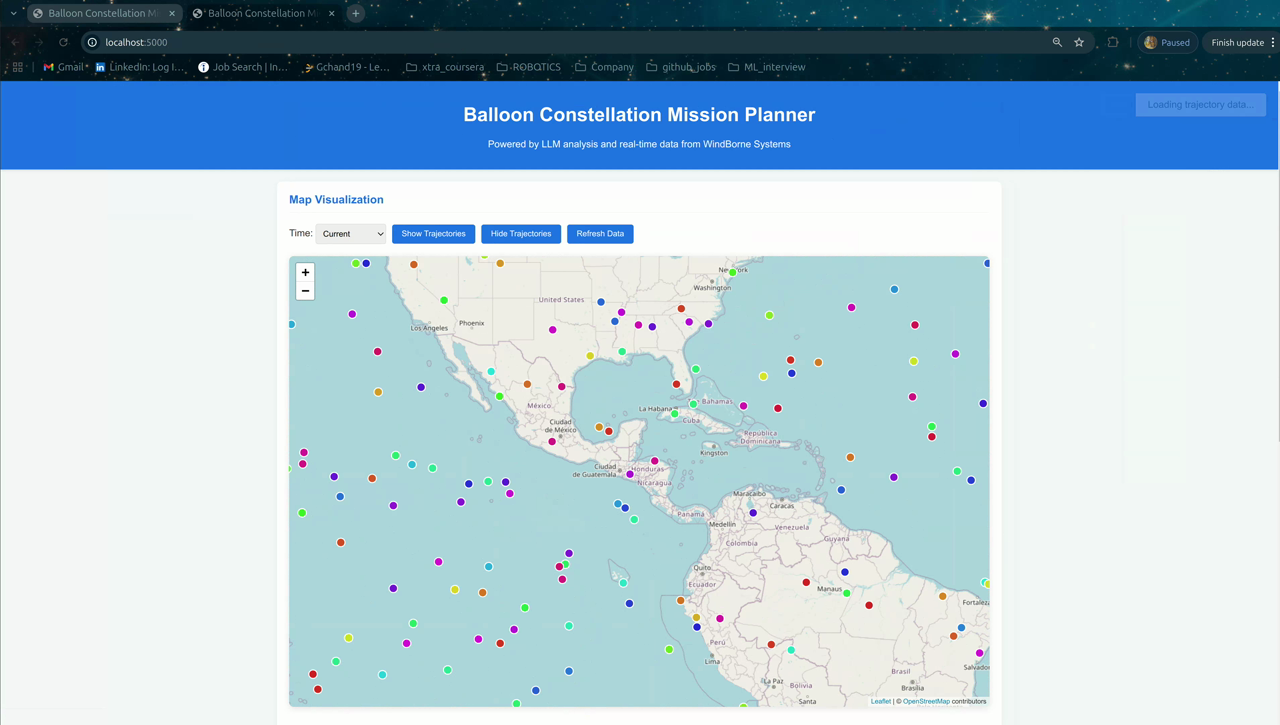 Balloon Constellation Mi
Balloon Constellation M
localhost:5000
Paused
Finish update
Gmail
LinkedIn: Log I...
Job Search | In...
Gchand19 - Le...
xtra_coursera
ROBOTICS
Company
github_jobs
ML_interview
Loading trajectory data...
Balloon Constellation Mission Planner
Powered by LLM analysis and real-time data from WindBorne Systems
Map Visualization
Time:
Current
Show Trajectories
Hide Trajectories
Refresh Data
+
−
New York
Washington
United States
Los Angeles
Phoenix
México
Ciudad
de México
La Habana
Cuba
The Bahamas
República
Dominicana
Kingston
Ciudad
de Guatemala
Honduras
Nicaragua
Panamá
Maracaibo
Caracas
Medellín
Venezuela
Guyana
Colombia
Quito
Ecuador
Manaus
Fortaleza
Perú
Lima
Salvador
Brasil
La Paz
Bolivia
Brasília
Santa
Leaflet | © OpenStreetMap contributors